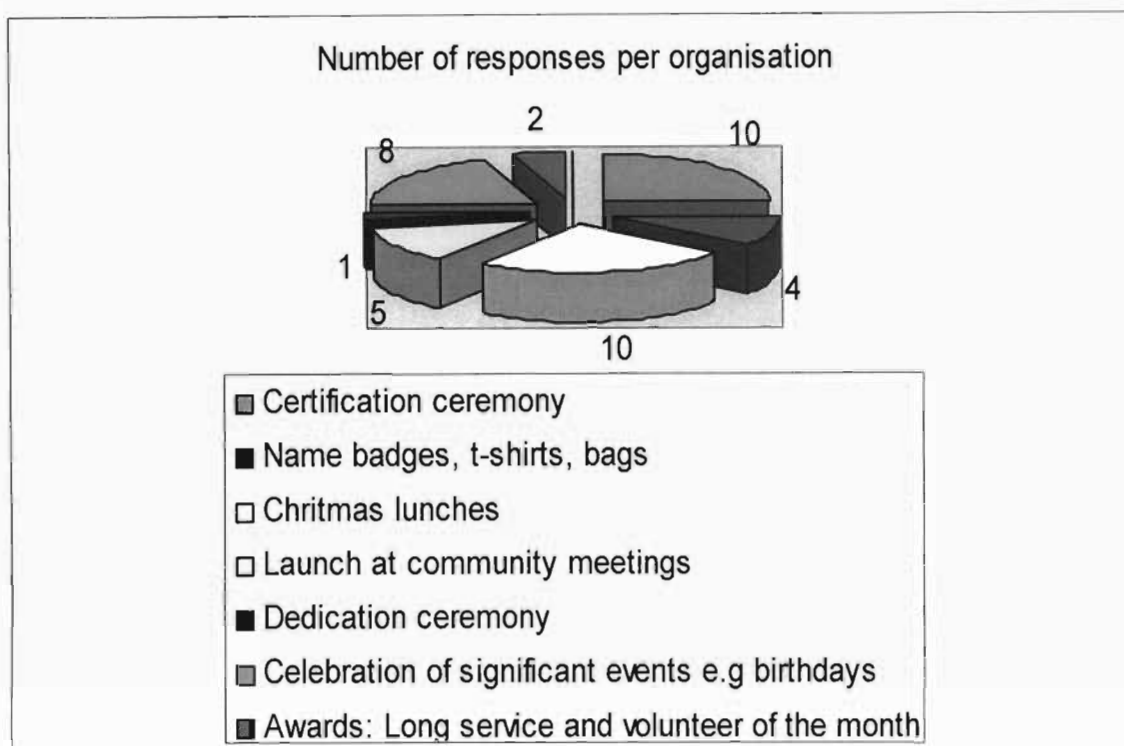 Number of responses per organisation
2
10
8
1
5
4
10
Certification ceremony
Name badges, t-shirts, bags
Chritmas lunches
Launch at community meetings
Dedication ceremony
Celebration of significant events e.g birthdays
Awards: Long service and volunteer of the month